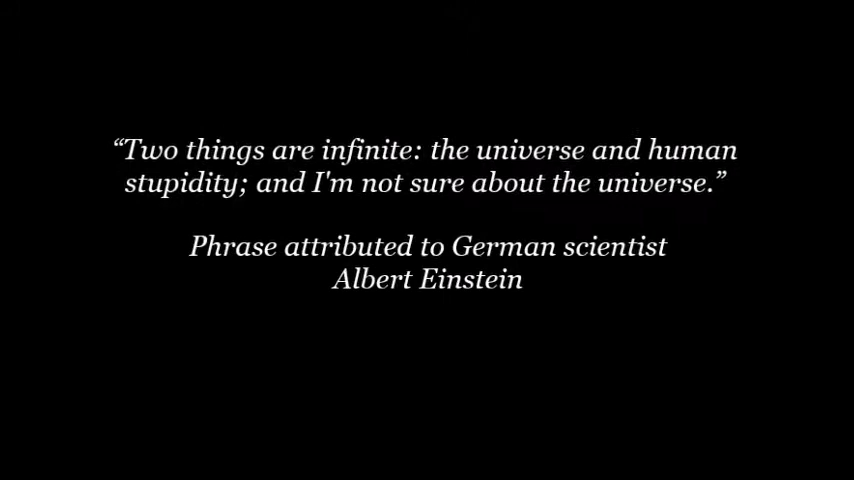 “Two things are infinite: the universe and human
stupidity; and I'm not sure about the universe.”
Phrase attributed to German scientist
Albert Einstein